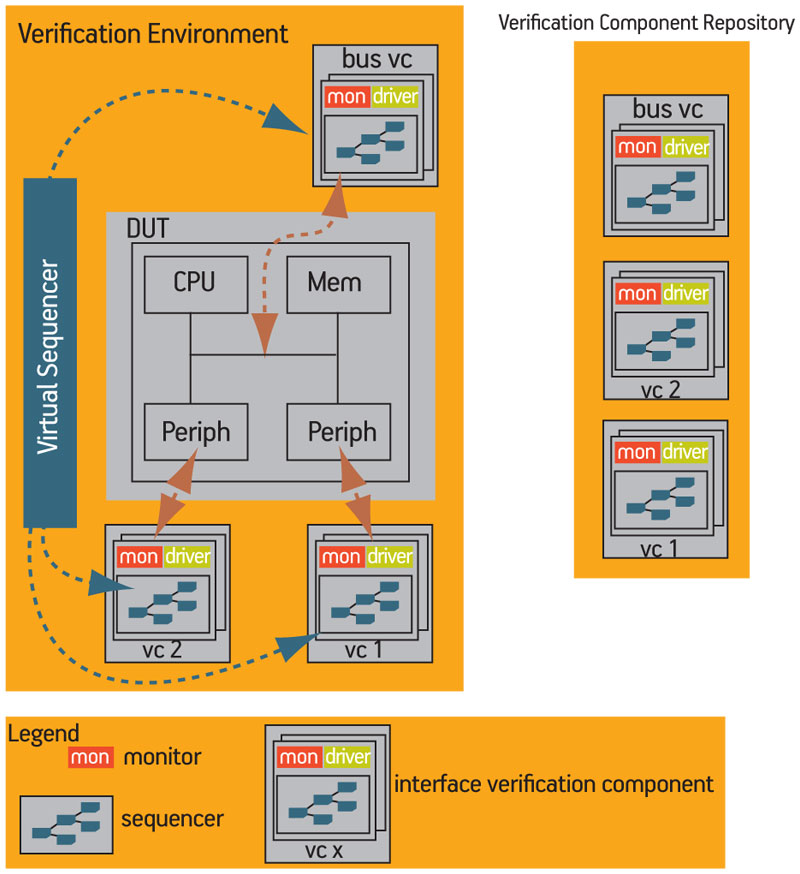 Verification Environment
bus vc
mon driver
Virtual Sequencer
DUT
CPU
Mem
Periph
Periph
mon driver
vc 2
mon driver
vc 1
Verification Component Repository
bus vc
mon driver
mon driver
vc 2
mon driver
vc 1
Legend
mon monitor
sequencer
mon driver
vc x
interface verification component